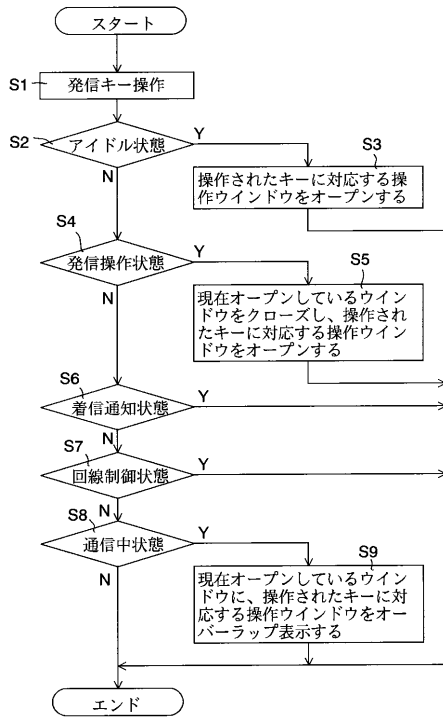 スタート
S1
発信キー操作
S2
アイドル状態
Y
N
S3
操作されたキーに対応する操
作ウインドウをオープンする
S4
発信操作状態
Y
N
S5
現在オープンしているウイン
ドウをクローズし、操作され
たキーに対応する操作ウイン
ドウをオープンする
S6
着信通知状態
Y
N
S7
回線制御状態
Y
N
S8
通信中状態
Y
N
S9
現在オープンしているウイン
ドウに、操作されたキーに対
応する操作ウインドウをオー
バーラップ表示する
エンド